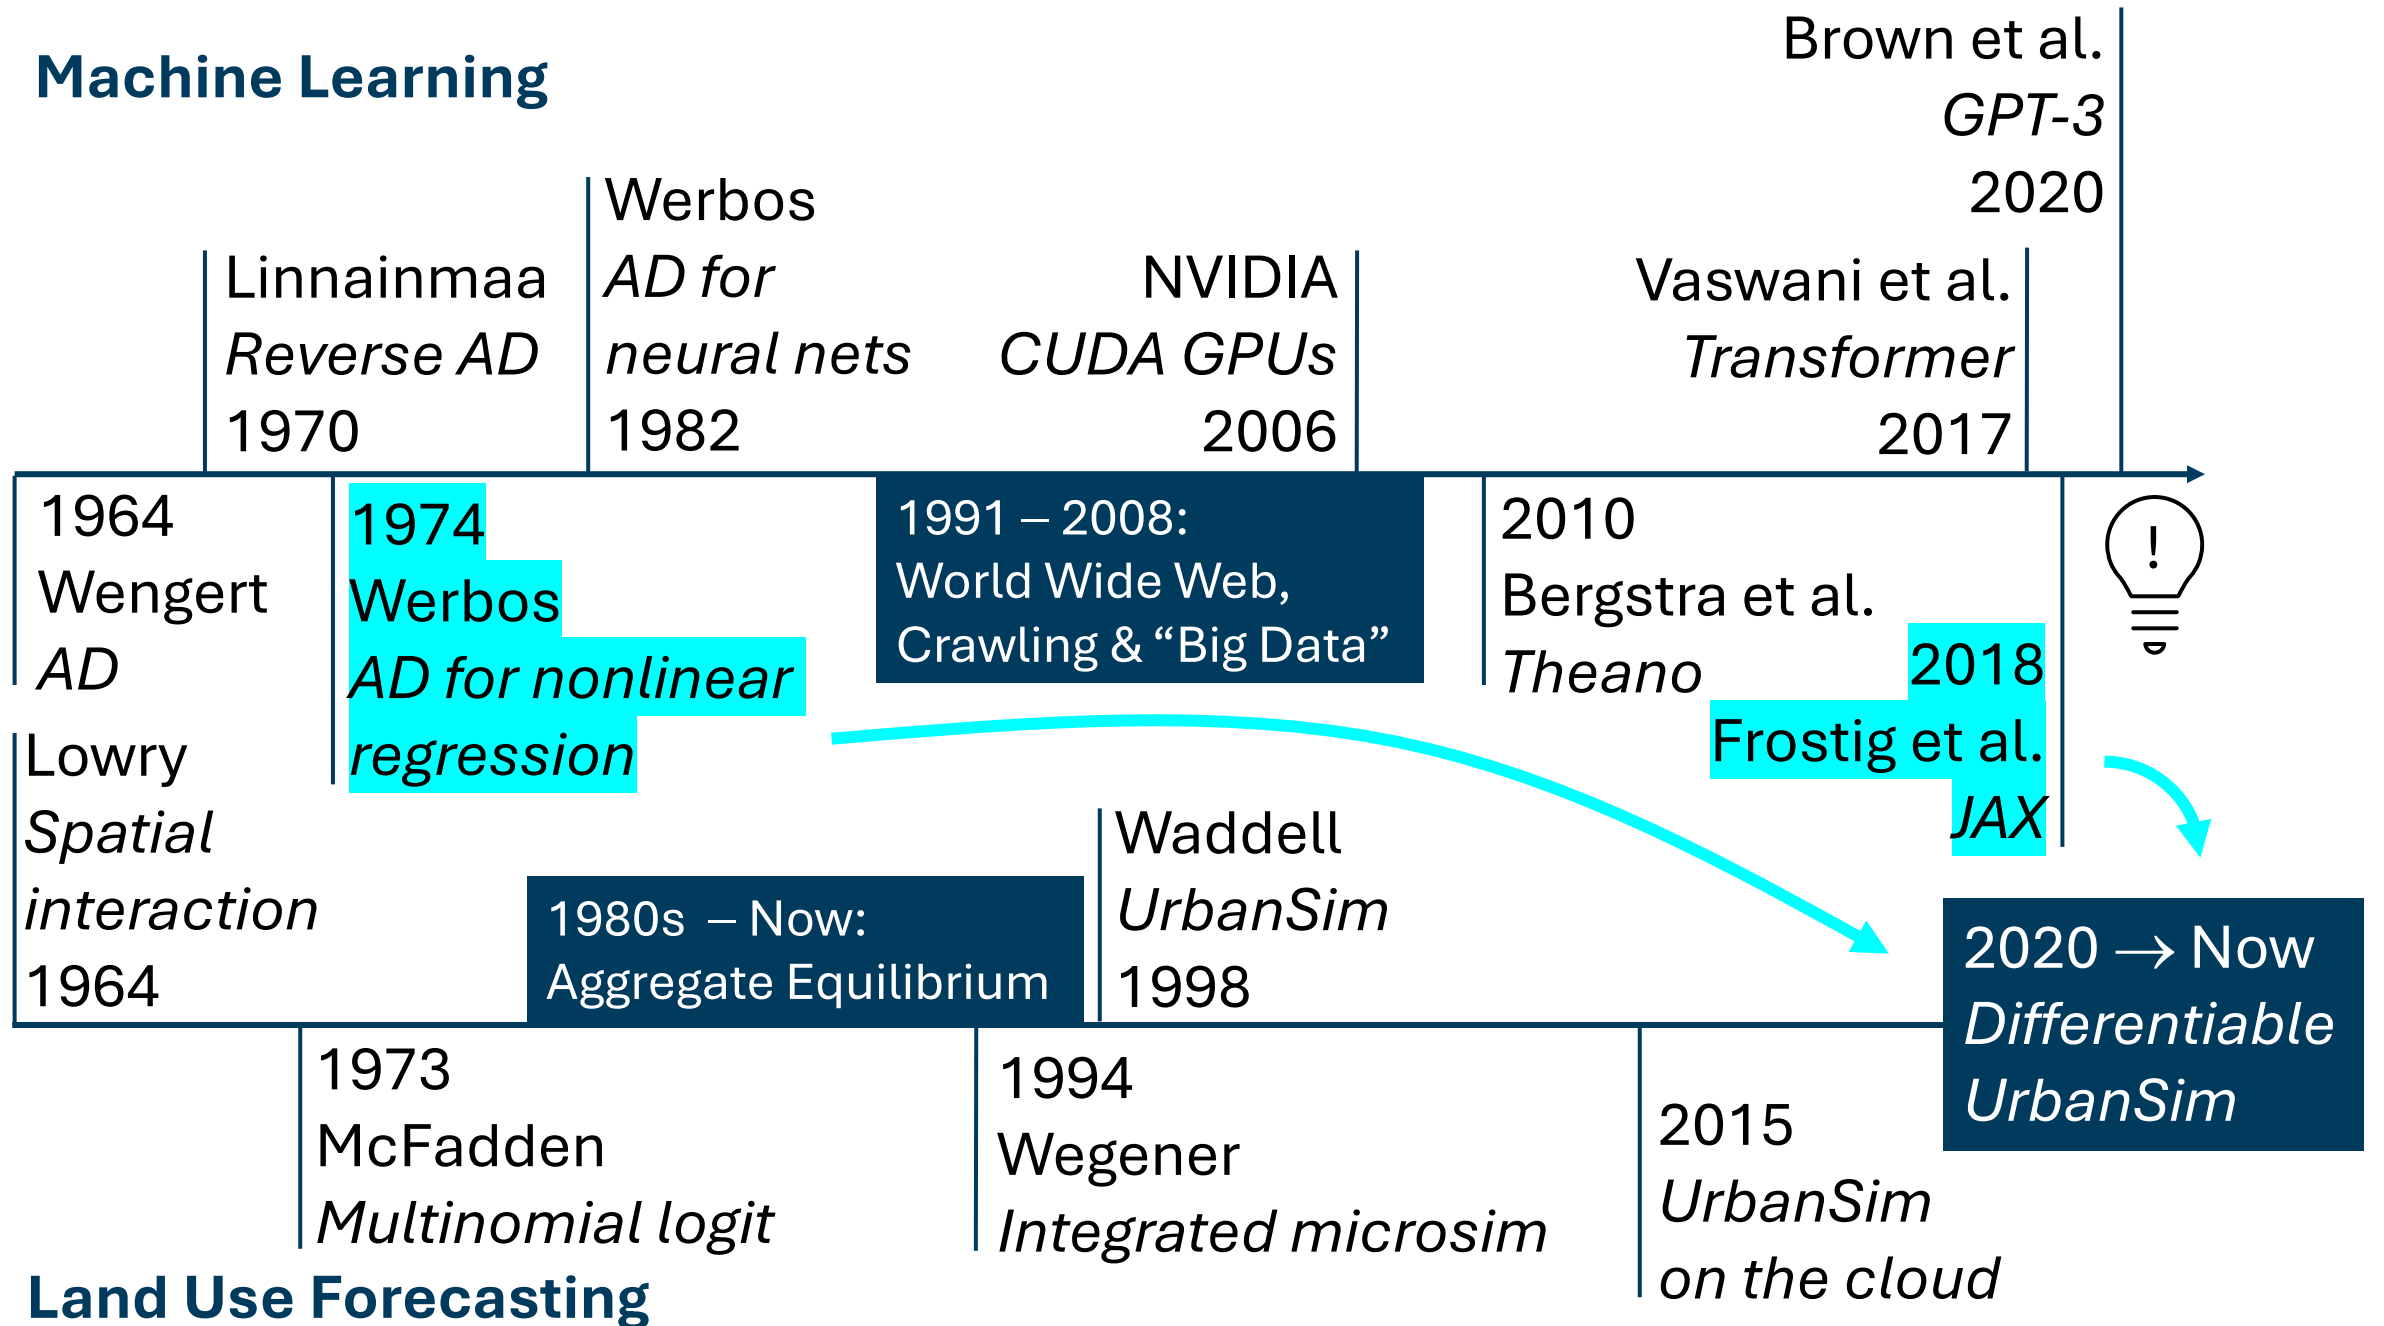 Machine Learning
Brown et al.
GPT-3
2020
Linnainmaa
Reverse AD
1970
Werbos
AD for
neural nets
1982
NVIDIA
CUDA GPUs
2006
Vaswani et al.
Transformer
2017
1964
Wengert
AD
1974
Werbos
AD for nonlinear
regression
1991 – 2008:
World Wide Web,
Crawling & “Big Data”
2010
Bergstra et al.
Theano
2018
Frostig et al.
JAX
!
Lowry
Spatial
interaction
1964
1980s – Now:
Aggregate Equilibrium
Waddell
UrbanSim
1998
2020 → Now
Differentiable
UrbanSim
1973
McFadden
Multinomial logit
1994
Wegener
Integrated microsim
2015
UrbanSim
on the cloud
Land Use Forecasting